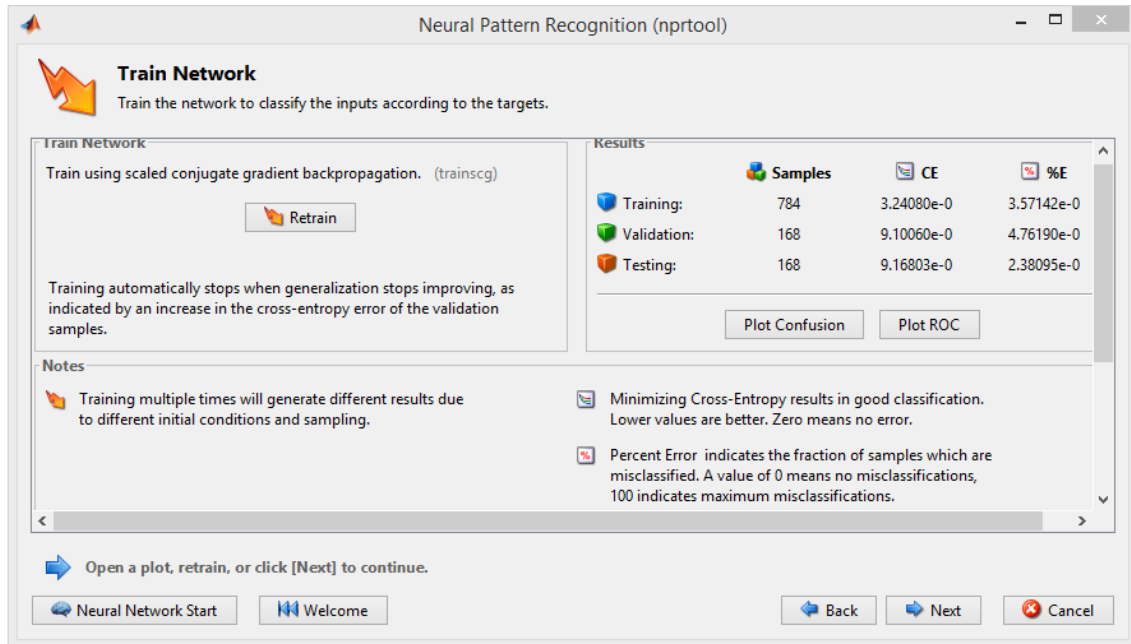 Neural Pattern Recognition (nprtool)
Train Network
Train the network to classify the inputs according to the targets.
Train Network
Train using scaled conjugate gradient backpropagation. (trainscg)
Retrain
Training automatically stops when generalization stops improving, as
indicated by an increase in the cross-entropy error of the validation
samples.
Results
Samples CE %E
Training: 784 3.24080e-0 3.57142e-0
Validation: 168 9.10060e-0 4.76190e-0
Testing: 168 9.16803e-0 2.38095e-0
Plot Confusion Plot ROC
Notes
Training multiple times will generate different results due
to different initial conditions and sampling.
Minimizing Cross-Entropy results in good classification.
Lower values are better. Zero means no error.
Percent Error indicates the fraction of samples which are
misclassified. A value of 0 means no misclassifications,
100 indicates maximum misclassifications.
Open a plot, retrain, or click [Next] to continue.
Neural Network Start Welcome Back Next Cancel